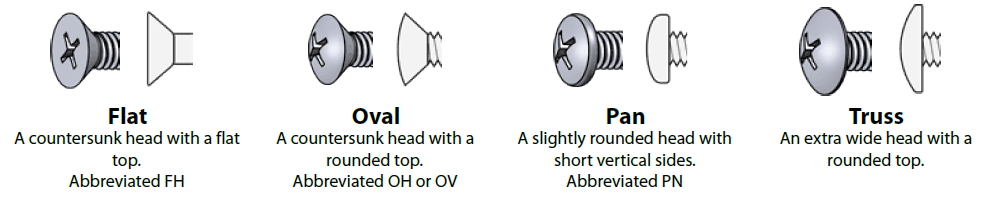 Flat
A countersunk head with a flat
top.
Abbreviated FH
Oval
A countersunk head with a
rounded top.
Abbreviated OH or OV
Pan
A slightly rounded head with
short vertical sides.
Abbreviated PN
Truss
An extra wide head with a
rounded top.